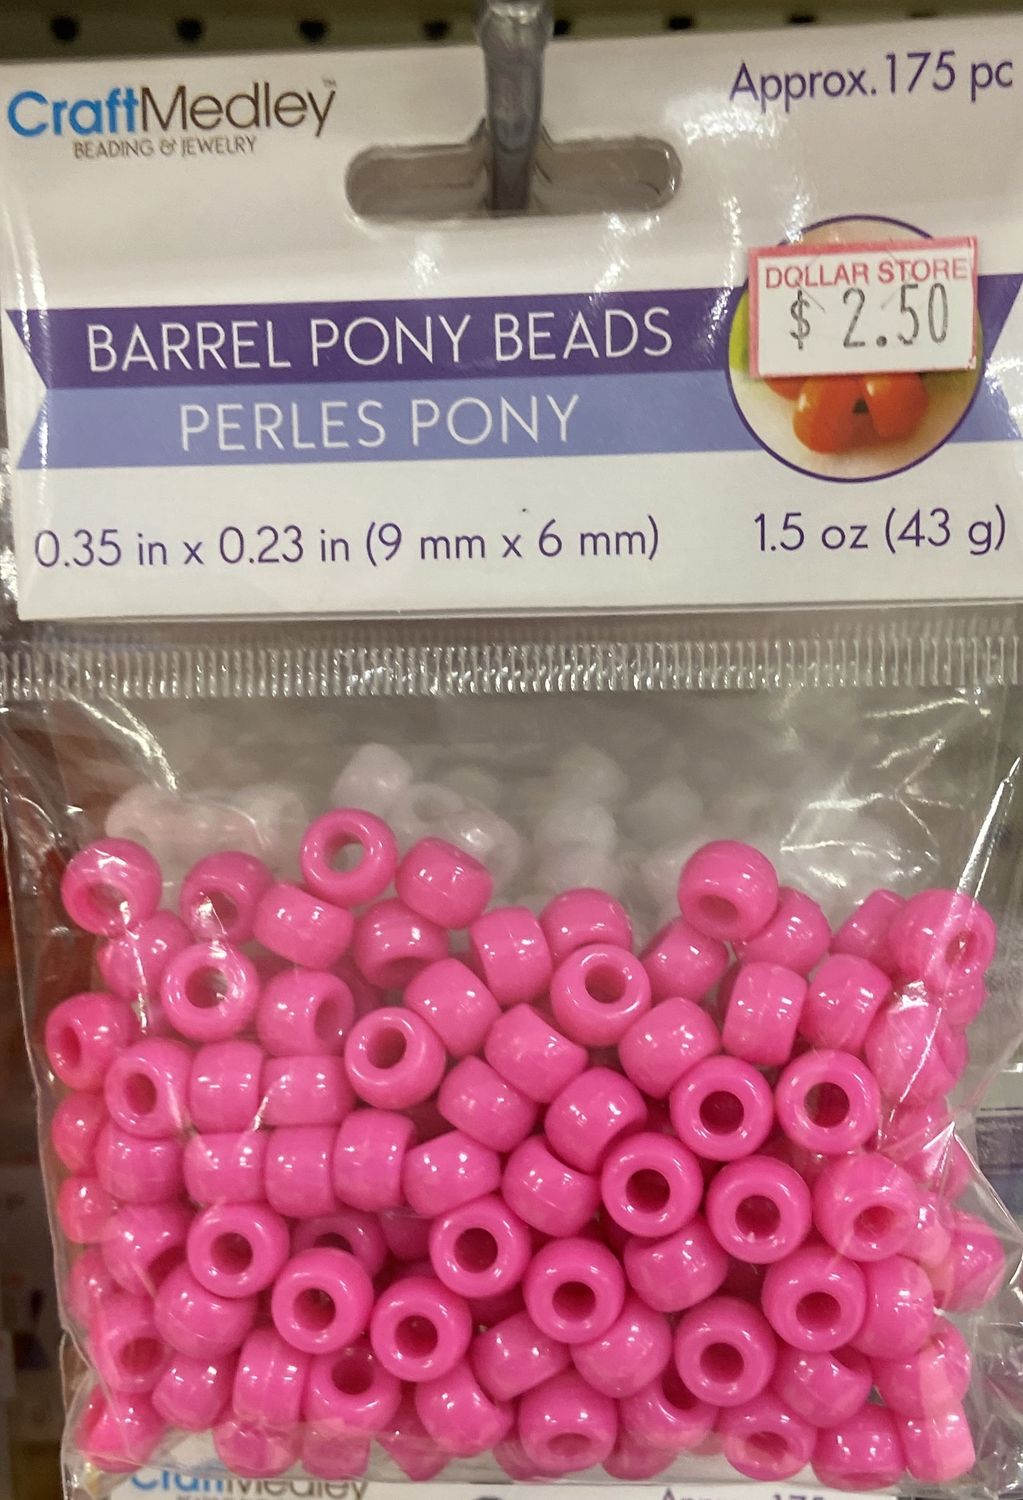 CraftMedley™
BEADING & JEWELRY
Approx. 175 pc
DOLLAR STORE
$ 2.50
BARREL PONY BEADS
PERLES PONY
0.35 in x 0.23 in (9 mm x 6 mm)
1.5 oz (43 g)
CraftMedley